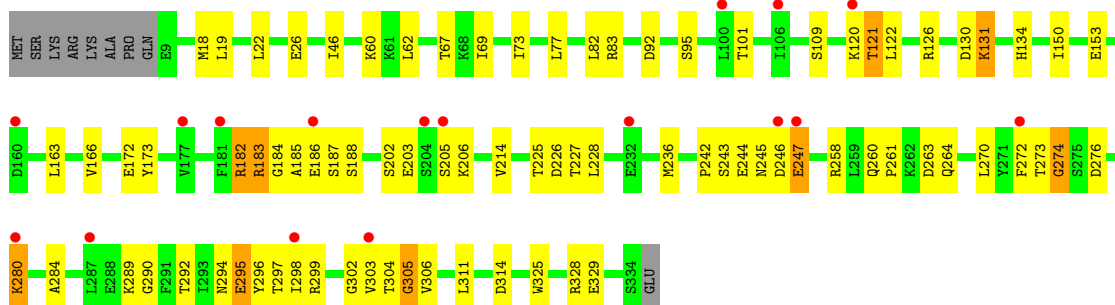 MET SER LYS ARG LYS ALA PRO GLN E9 M18 L19 L22 E26 I46 K60 K61 L62 T67 K68 I69 I73 L77 L82 R83 D92 S95 L100 T101 I106 S109 K120 T121 L122 R126 D130 K131 H134 I150 E153
D160 L163 V166 E172 Y173 V177 F181 R182 R183 G184 A185 E186 S187 S188 S202 E203 S204 S205 K206 V214 T225 D226 T227 L228 E232 M236 P242 S243 E244 N245 D246 E247 R258 L259 Q260 P261 K262 D263 Q264 L270 Y271 F272 T273 G274 S275 D276
K280 A284 L287 E288 K289 G290 F291 T292 I293 N294 E295 Y296 T297 I298 R299 G302 V303 T304 G305 V306 L311 D314 W325 R328 E329 S334 GLU